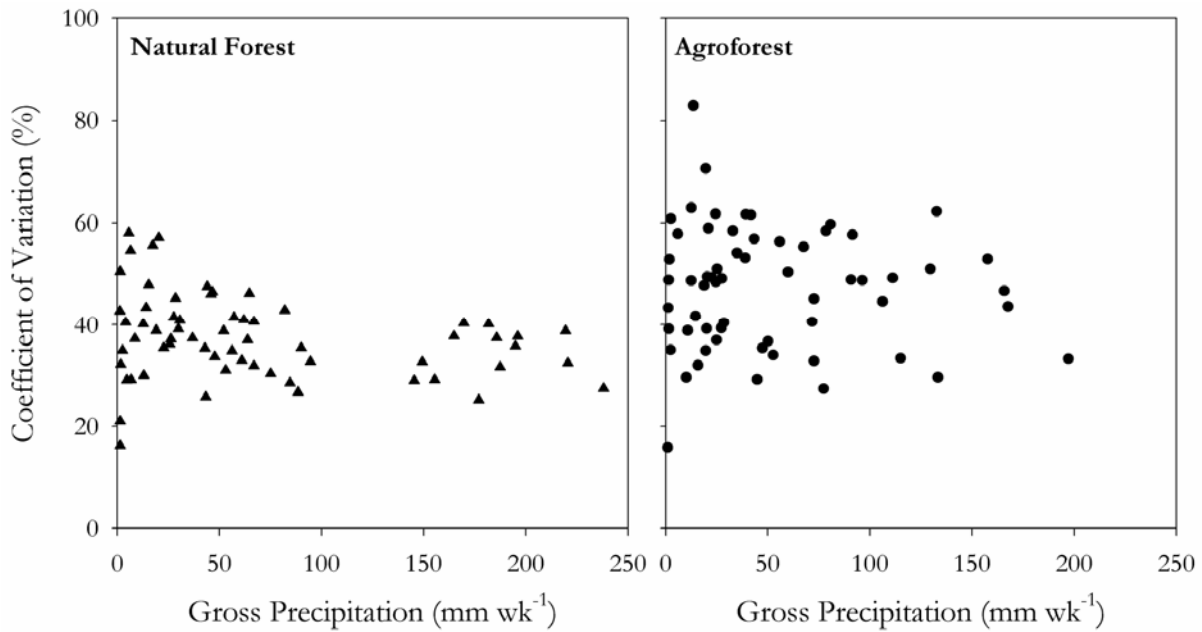 100
80
60
40
20
0
Coefficient of Variation (%)
Natural Forest
0 50 100 150 200 250
Gross Precipitation (mm wk⁻¹)
Agroforest
0 50 100 150 200 250
Gross Precipitation (mm wk⁻¹)